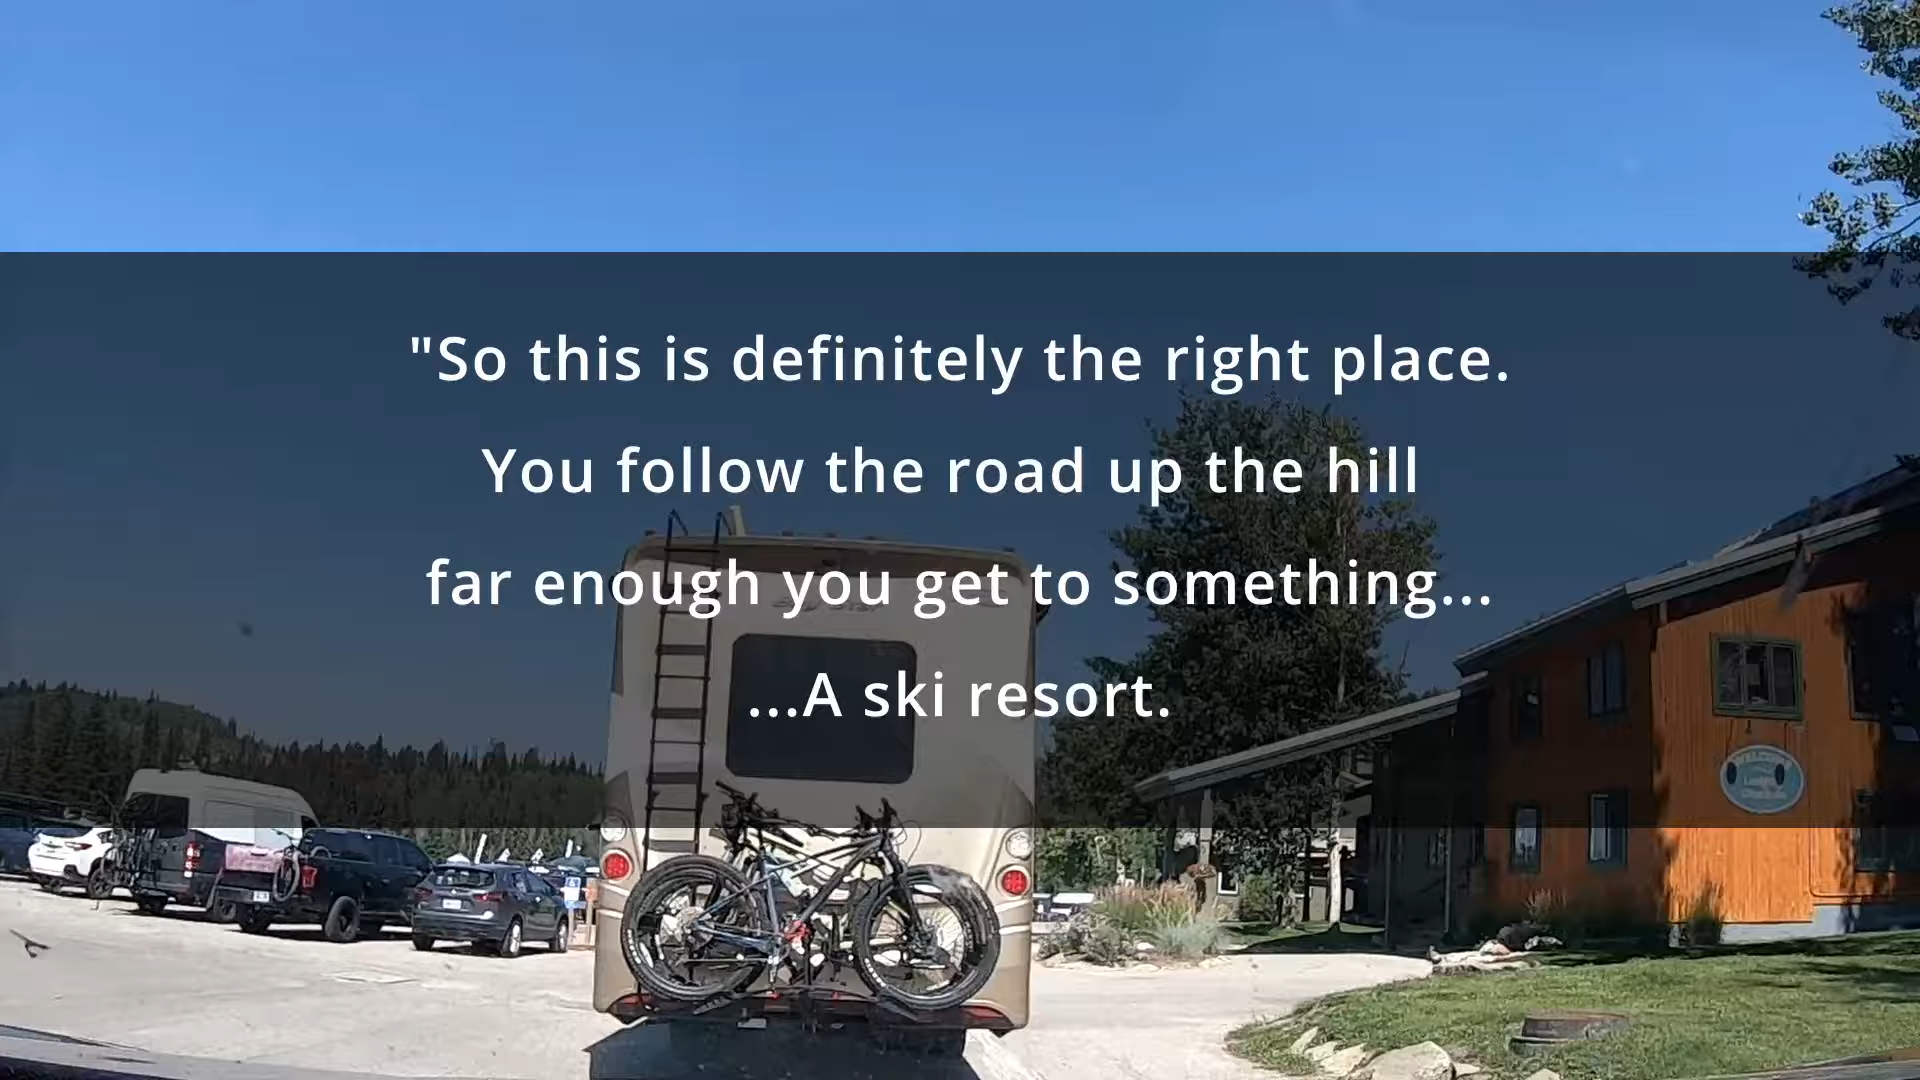 "So this is definitely the right place.
You follow the road up the hill
far enough you get to something...
...A ski resort.